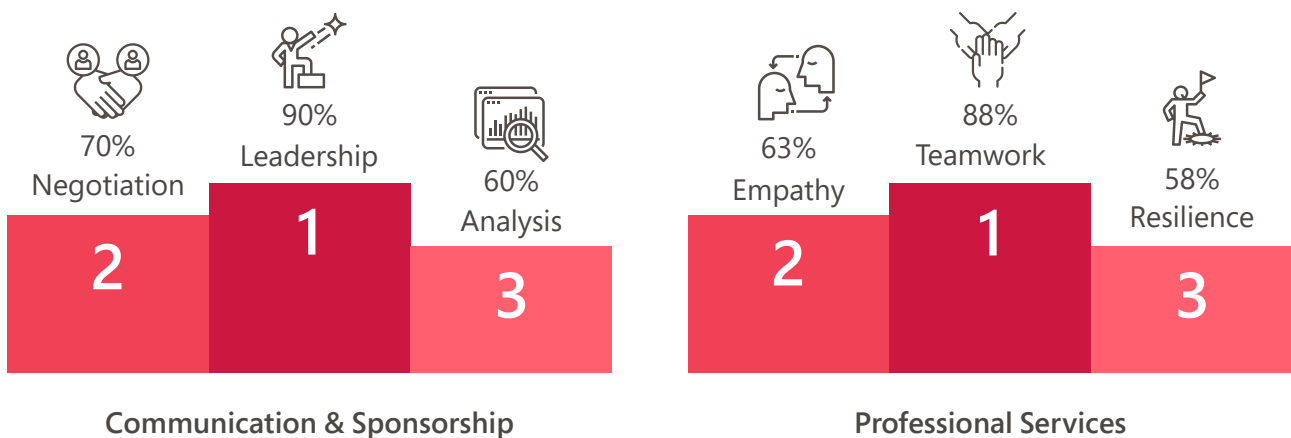 70%
Negotiation
2
90%
Leadership
1
60%
Analysis
3
Communication & Sponsorship
63%
Empathy
2
88%
Teamwork
1
58%
Resilience
3
Professional Services